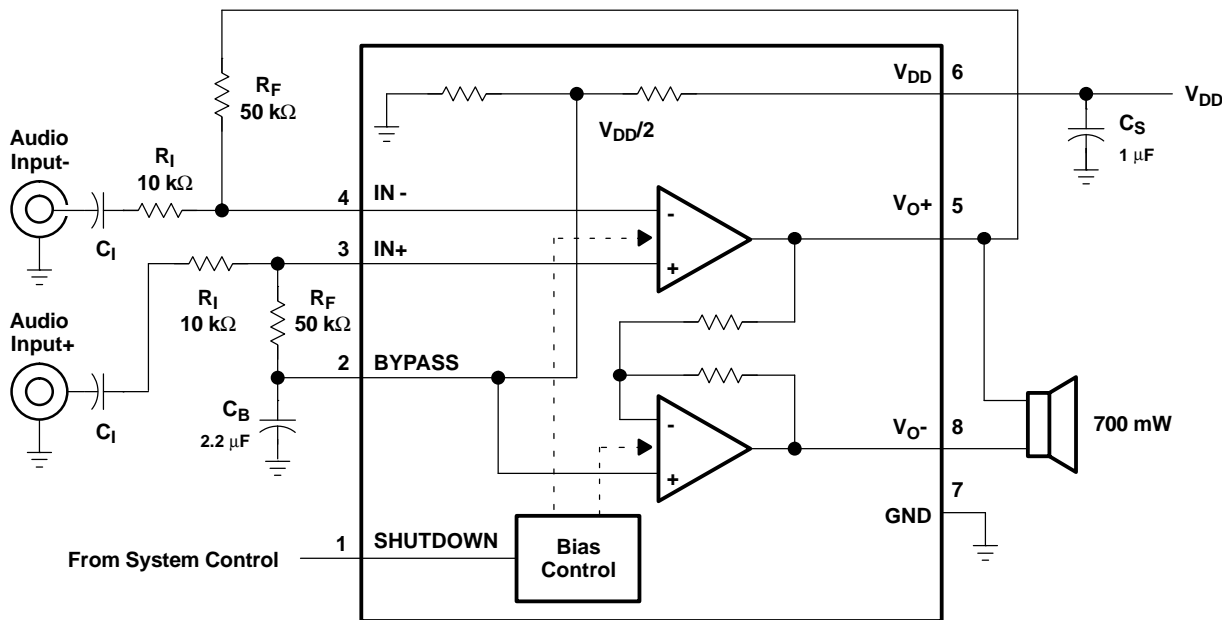 V_DD 6
R_F
50 kΩ
V_DD/2
V_DD
C_S
1 μF
Audio
Input-
R_I
10 kΩ
C_I
4 IN -
-
V_O+ 5
3 IN+
+
R_I
10 kΩ
R_F
50 kΩ
Audio
Input+
C_I
2 BYPASS
C_B
2.2 μF
-
+
V_O- 8
700 mW
7
GND
From System Control
1 SHUTDOWN
Bias
Control